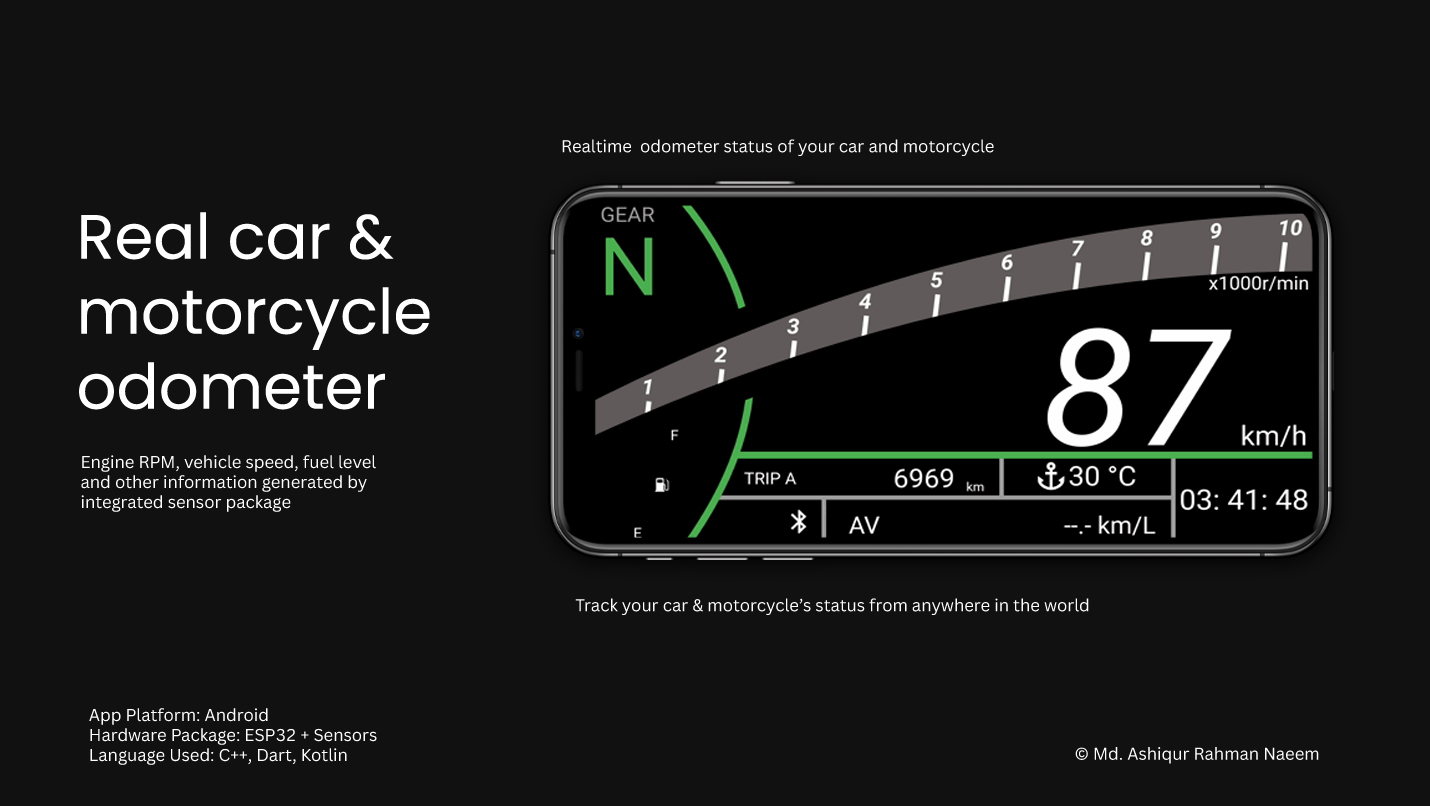 Realtime  odometer status of your car and motorcycle
Real car &
motorcycle
odometer
Engine RPM, vehicle speed, fuel level
and other information generated by
integrated sensor package
GEAR
N
1 2 3 4 5 6 7 8 9 10
x1000r/min
87 km/h
F
E
TRIP A 6969 km
30 °C
03: 41: 48
AV --.- km/L
Track your car & motorcycle’s status from anywhere in the world
App Platform: Android
Hardware Package: ESP32 + Sensors
Language Used: C++, Dart, Kotlin
© Md. Ashiqur Rahman Naeem